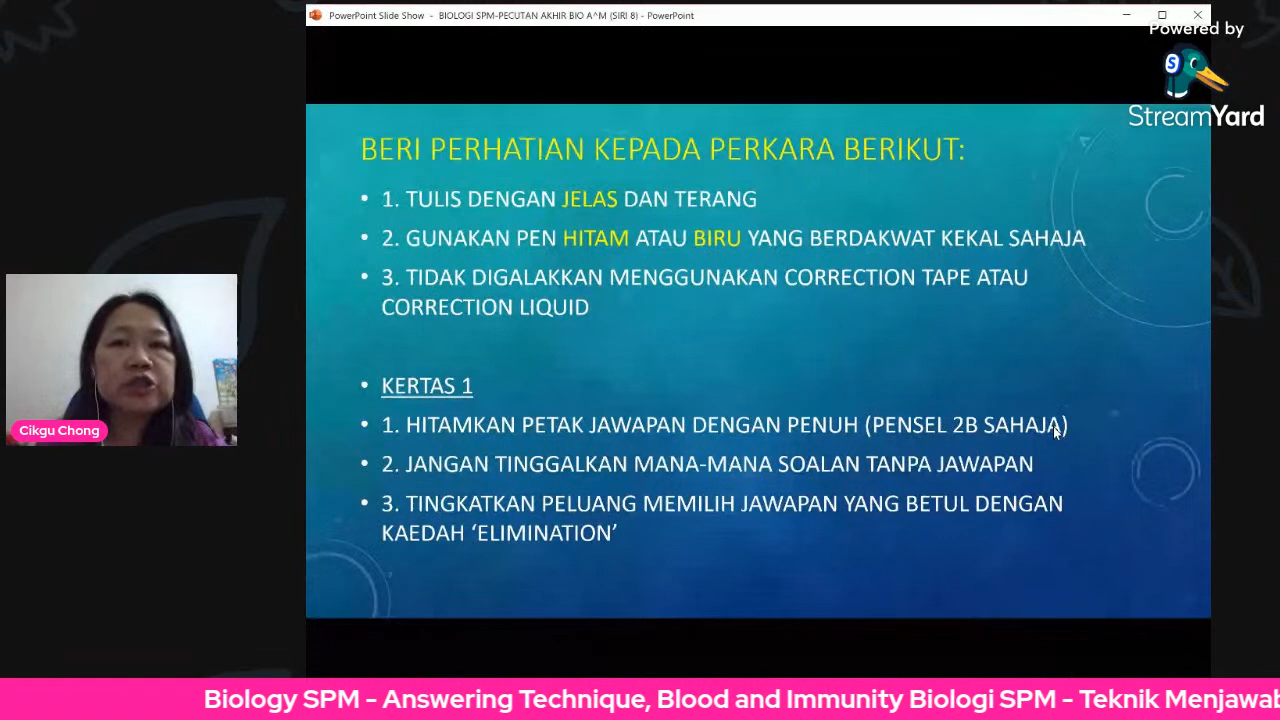 PowerPoint Slide Show - BIOLOGI SPM-PECUTAN AKHIR BIO A^M (SIRI 8) - PowerPoint
Powered by
StreamYard
BERI PERHATIAN KEPADA PERKARA BERIKUT:
• 1. TULIS DENGAN JELAS DAN TERANG
• 2. GUNAKAN PEN HITAM ATAU BIRU YANG BERDAKWAT KEKAL SAHAJA
• 3. TIDAK DIGALAKKAN MENGGUNAKAN CORRECTION TAPE ATAU
CORRECTION LIQUID
• KERTAS 1
• 1. HITAMKAN PETAK JAWAPAN DENGAN PENUH (PENSEL 2B SAHAJA)
• 2. JANGAN TINGGALKAN MANA-MANA SOALAN TANPA JAWAPAN
• 3. TINGKATKAN PELUANG MEMILIH JAWAPAN YANG BETUL DENGAN
KAEDAH ‘ELIMINATION’
Cikgu Chong
Biology SPM - Answering Technique, Blood and Immunity Biologi SPM - Teknik Menjawab